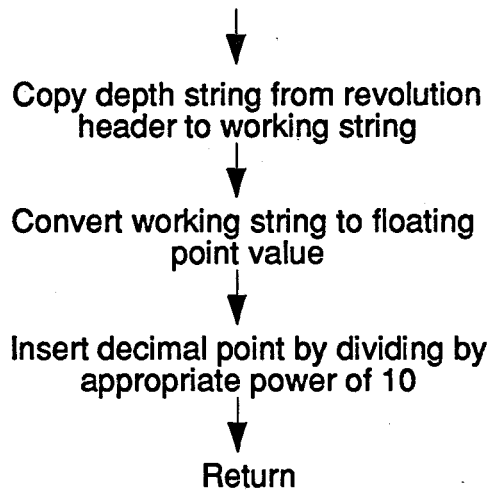 Copy depth string from revolution
header to working string
Convert working string to floating
point value
Insert decimal point by dividing by
appropriate power of 10
Return